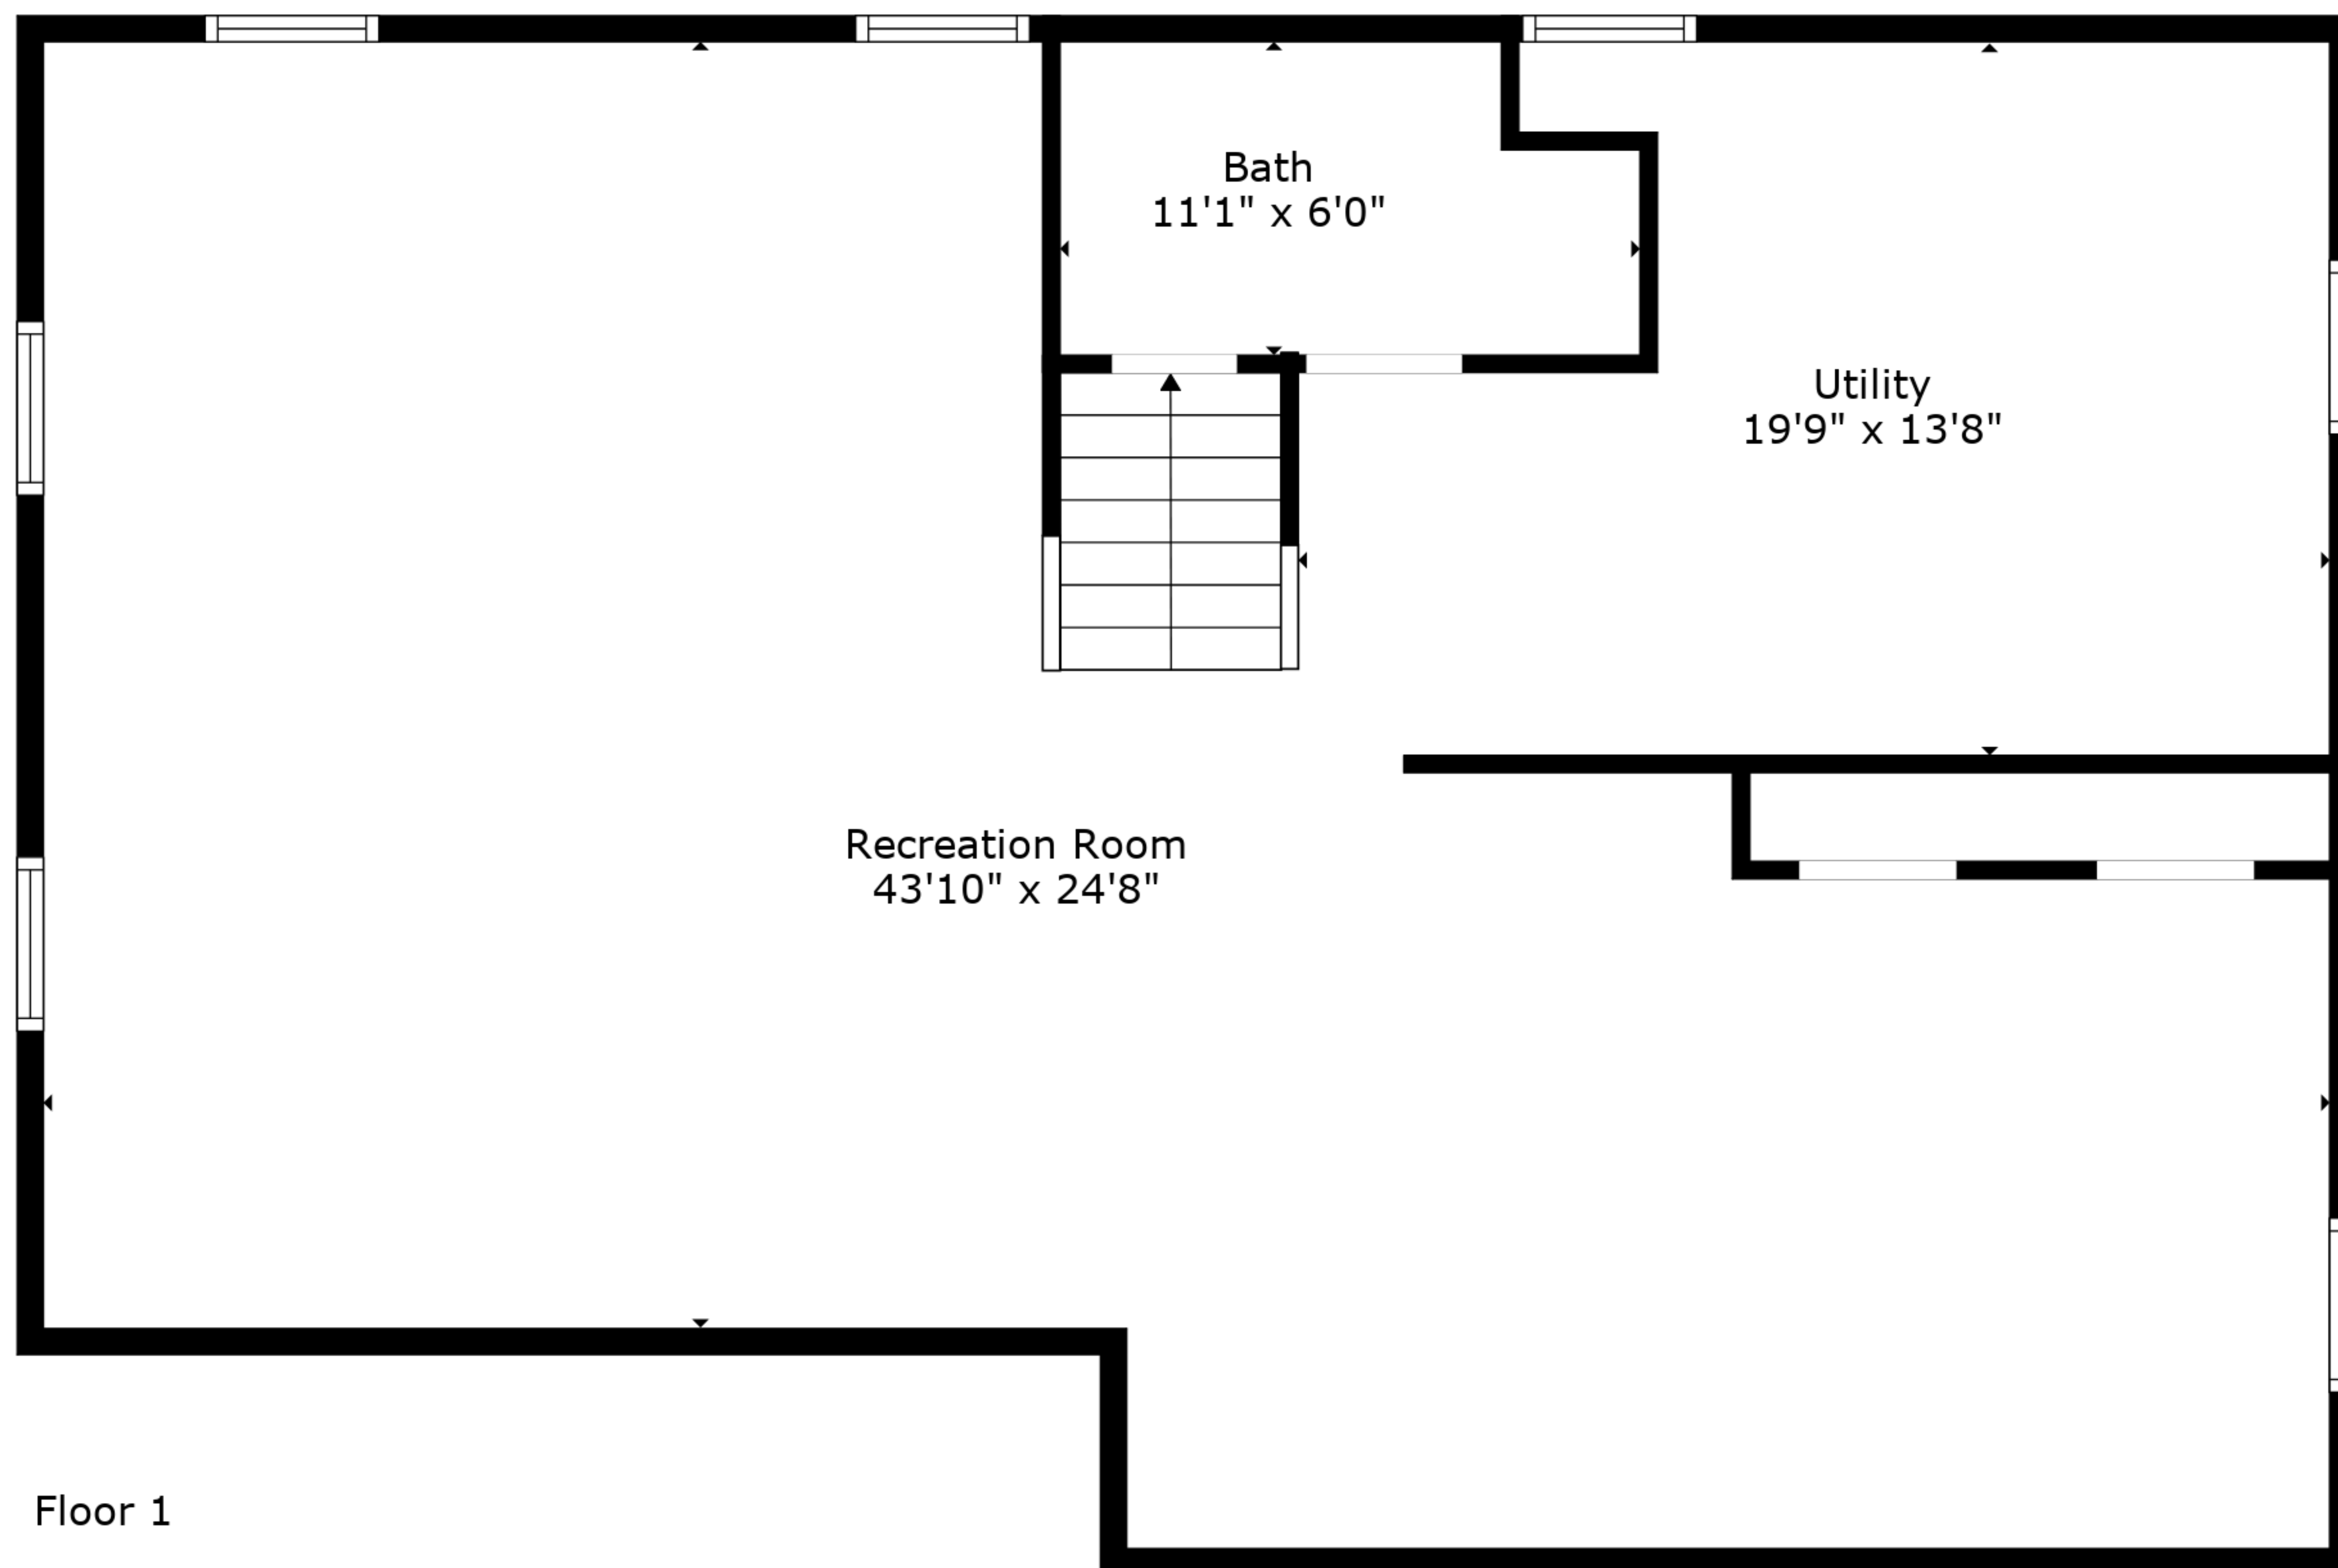 Bath
11'1" x 6'0"
Utility
19'9" x 13'8"
Recreation Room
43'10" x 24'8"
Floor 1